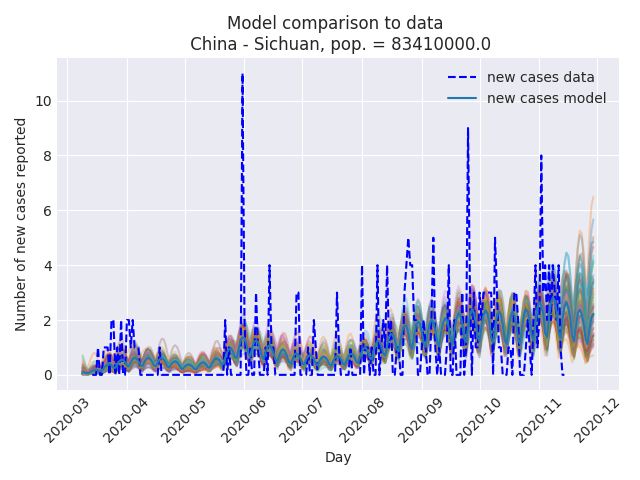 Model comparison to data
China - Sichuan, pop. = 83410000.0
new cases data
new cases model
Number of new cases reported
10
8
6
4
2
0
2020-03
2020-04
2020-05
2020-06
2020-07
2020-08
2020-09
2020-10
2020-11
2020-12
Day